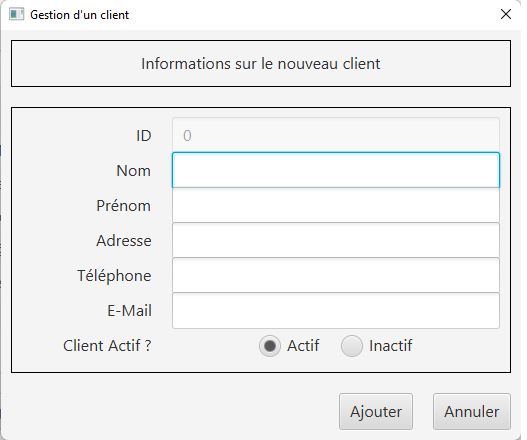 Gestion d'un client
Informations sur le nouveau client
ID 0
Nom
Prénom
Adresse
Téléphone
E-Mail
Client Actif ? Actif Inactif
Ajouter Annuler